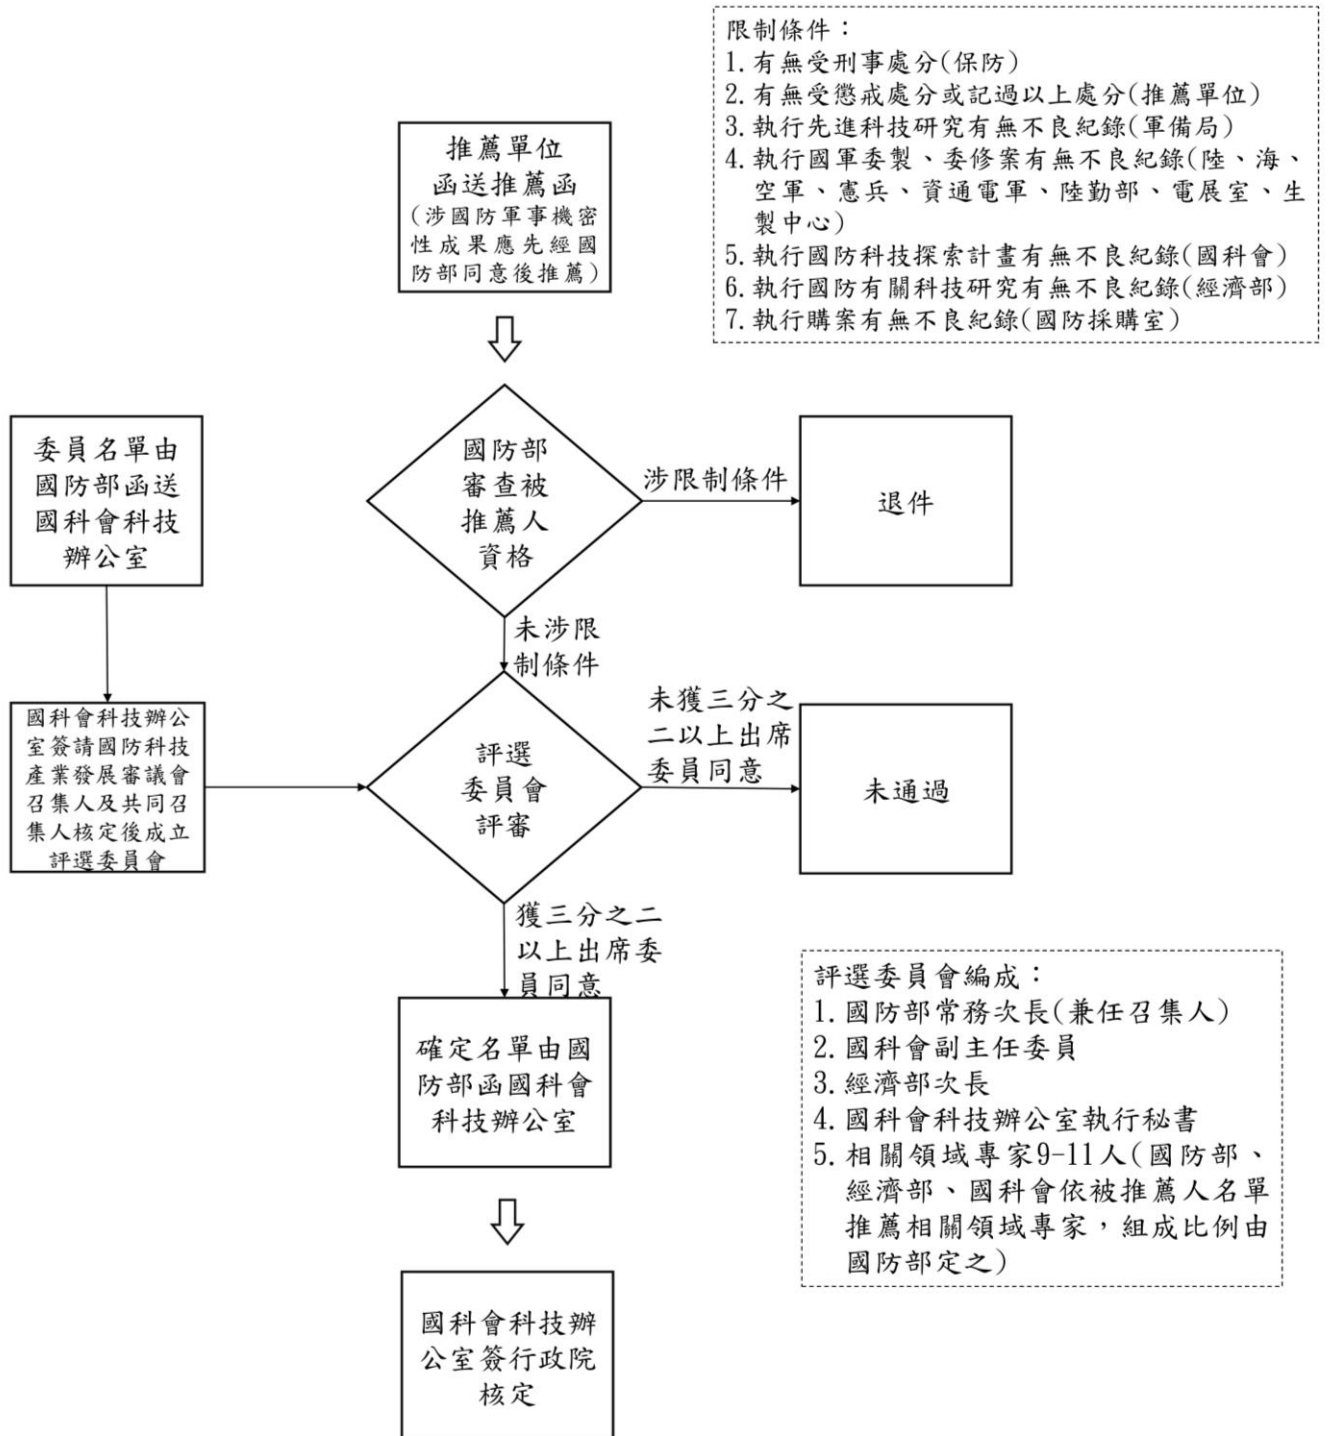 限制條件：
1.有無受刑事處分(保防)
2.有無受懲戒處分或記過以上處分(推薦單位)
3.執行先進科技研究有無不良紀錄(軍備局)
4.執行國軍委製、委修案有無不良紀錄(陸、海、
空軍、憲兵、資通電軍、陸勤部、電展室、生
製中心)
5.執行國防科技探索計畫有無不良紀錄(國科會)
6.執行國防有關科技研究有無不良紀錄(經濟部)
7.執行購案有無不良紀錄(國防採購室)
推薦單位
函送推薦函
(涉國防軍事機密
性成果應先經國
防部同意後推薦)
委員名單由
國防部函送
國科會科技
辦公室
國防部
審查被
推薦人
資格
涉限制條件
退件
未涉限
制條件
國科會科技辦公
室簽請國防科技
產業發展審議會
召集人及共同召
集人核定後成立
評選委員會
評選
委員會
評審
未獲三分之
二以上出席
委員同意
未通過
獲三分之二
以上出席委
員同意
確定名單由國
防部函國科會
科技辦公室
評選委員會編成：
1.國防部常務次長(兼任召集人)
2.國科會副主任委員
3.經濟部次長
4.國科會科技辦公室執行秘書
5.相關領域專家9-11人(國防部、
經濟部、國科會依被推薦人名單
推薦相關領域專家，組成比例由
國防部定之)
國科會科技辦
公室簽行政院
核定